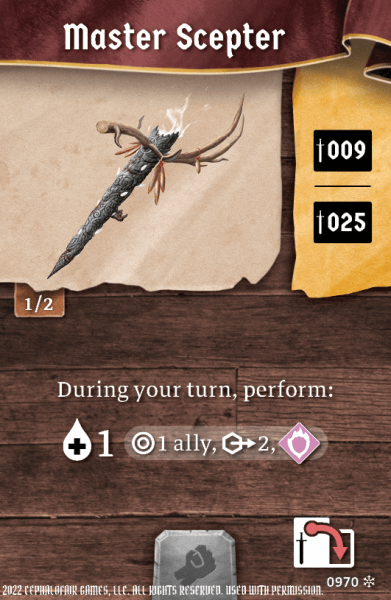 Master Scepter
009
025
1/2
During your turn, perform:
1 1 ally, 2,
0970
2022 CEPHALOFAIR GAMES, LLC. ALL RIGHTS RESERVED. USED WITH PERMISSION.